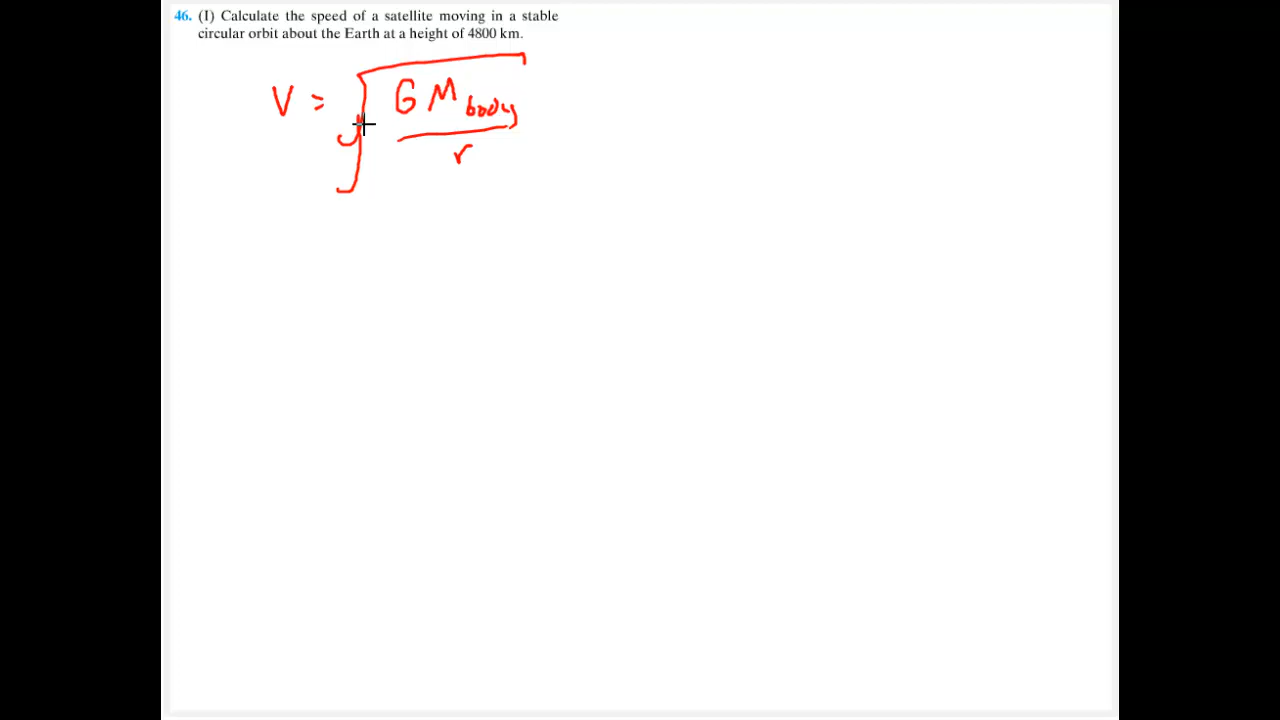 46. (I) Calculate the speed of a satellite moving in a stable
circular orbit about the Earth at a height of 4800 km.
V = √ G M body
r